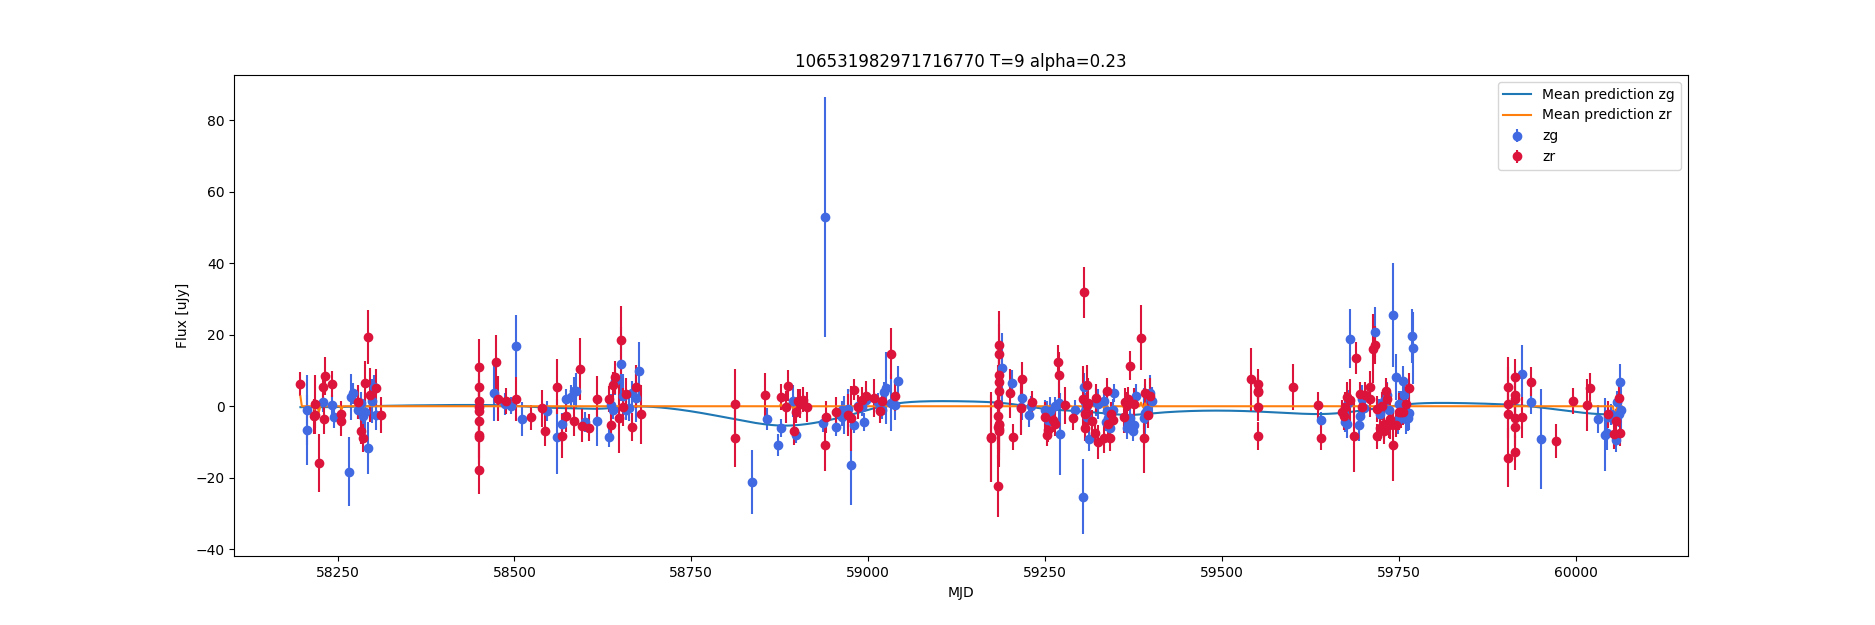 106531982971716770 T=9 alpha=0.23
Mean prediction zg
Mean prediction zr
zg
zr
Flux [uJy]
80
60
40
20
0
−20
−40
58250 58500 58750 59000 59250 59500 59750 60000
MJD